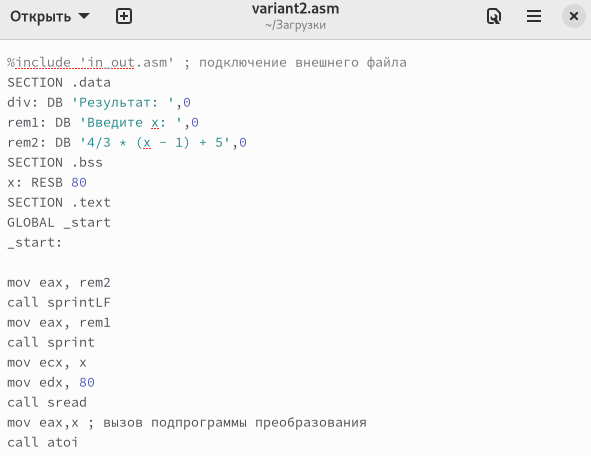 Открыть
variant2.asm
~/Загрузки
%include 'in_out.asm' ; подключение внешнего файла
SECTION .data
div: DB 'Результат: ',0
rem1: DB 'Введите x: ',0
rem2: DB '4/3 * (x - 1) + 5',0
SECTION .bss
x: RESB 80
SECTION .text
GLOBAL _start
_start:
mov eax, rem2
call sprintLF
mov eax, rem1
call sprint
mov ecx, x
mov edx, 80
call sread
mov eax,x ; вызов подпрограммы преобразования
call atoi